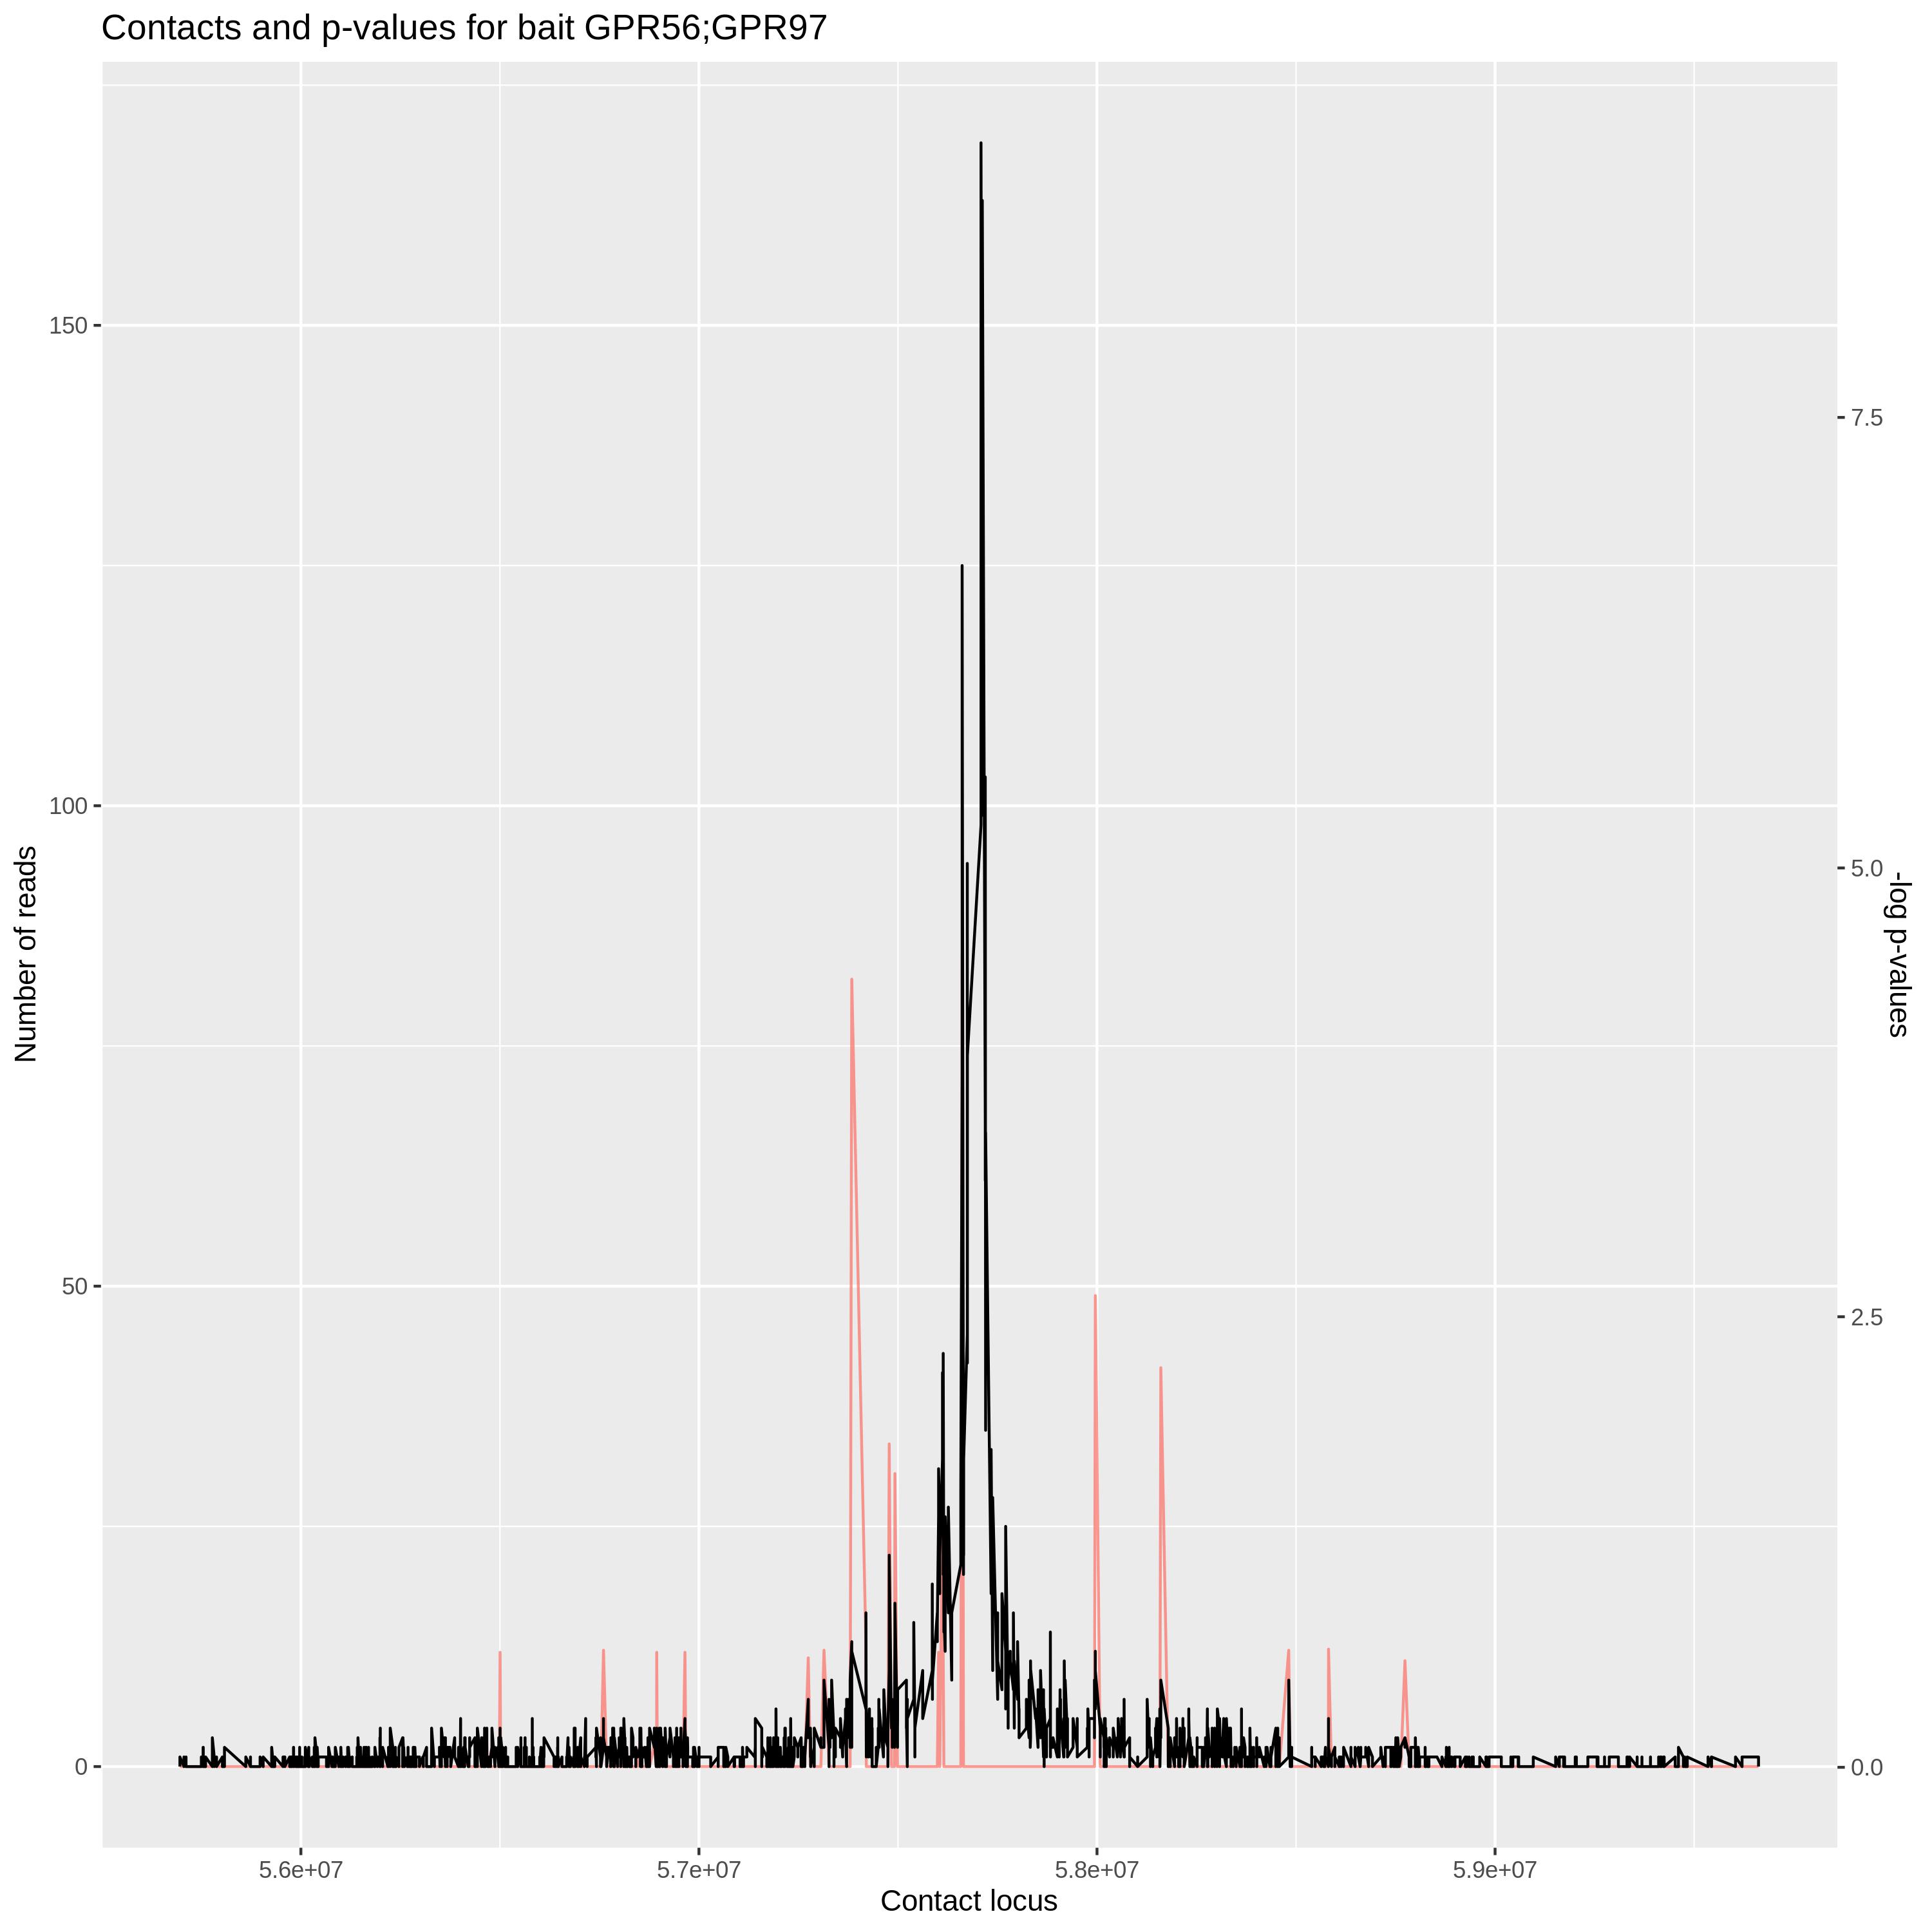 Contacts and p-values for bait GPR56;GPR97
150
100
50
0
7.5
5.0
2.5
0.0
Number of reads
-log p-values
5.6e+07
5.7e+07
5.8e+07
5.9e+07
Contact locus